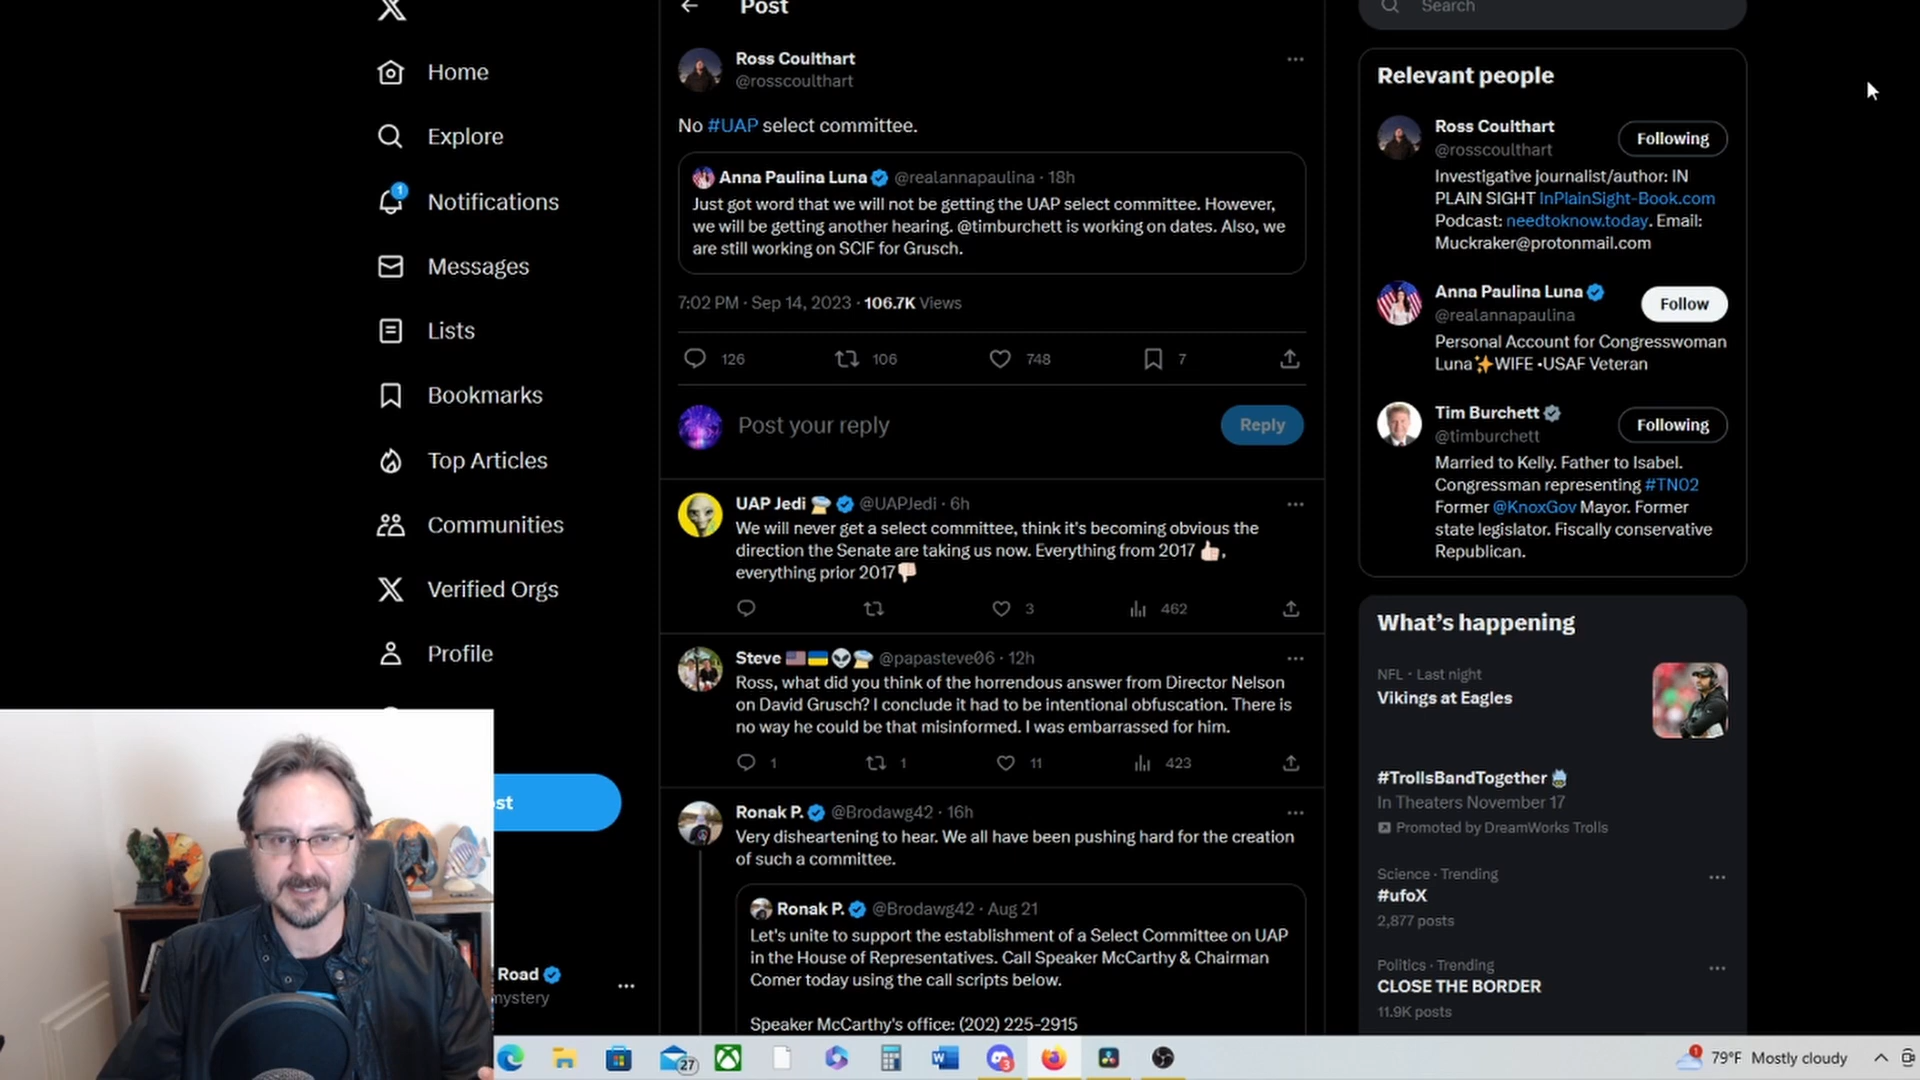 Post
Search
Ross Coulthart
@rosscoulthart
No #UAP select committee.
Anna Paulina Luna @realannapaulina · 18h
Just got word that we will not be getting the UAP select committee. However,
we will be getting another hearing. @timburchett is working on dates. Also, we
are still working on SCIF for Grusch.
7:02 PM · Sep 14, 2023 · 106.7K Views
126 106 748 7
Post your reply
Reply
UAP Jedi @UAPJedi · 6h
We will never get a select committee, think it's becoming obvious the
direction the Senate are taking us now. Everything from 2017 👍,
everything prior 2017👎
3 462
Steve 🇺🇸🇺🇦👽 @papasteve06 · 12h
Ross, what did you think of the horrendous answer from Director Nelson
on David Grusch? I conclude it had to be intentional obfuscation. There is
no way he could be that misinformed. I was embarrassed for him.
1 1 11 423
Ronak P. @Brodawg42 · 16h
Very disheartening to hear. We all have been pushing hard for the creation
of such a committee.
Ronak P. @Brodawg42 · Aug 21
Let's unite to support the establishment of a Select Committee on UAP
in the House of Representatives. Call Speaker McCarthy & Chairman
Comer today using the call scripts below.
Speaker McCarthy's office: (202) 225-2915
Home
Explore
1
Notifications
Messages
Lists
Bookmarks
Top Articles
Communities
Verified Orgs
Profile
st
Road
mystery
Relevant people
Ross Coulthart
@rosscoulthart
Following
Investigative journalist/author: IN
PLAIN SIGHT InPlainSight-Book.com
Podcast: needtoknow.today. Email:
Muckraker@protonmail.com
Anna Paulina Luna
@realannapaulina
Follow
Personal Account for Congresswoman
Luna✨WIFE •USAF Veteran
Tim Burchett
@timburchett
Following
Married to Kelly. Father to Isabel.
Congressman representing #TN02
Former @KnoxGov Mayor. Former
state legislator. Fiscally conservative
Republican.
What's happening
NFL · Last night
Vikings at Eagles
#TrollsBandTogether
In Theaters November 17
Promoted by DreamWorks Trolls
Science · Trending
#ufoX
2,877 posts
Politics · Trending
CLOSE THE BORDER
11.9K posts
27
W
3
1
79°F Mostly cloudy